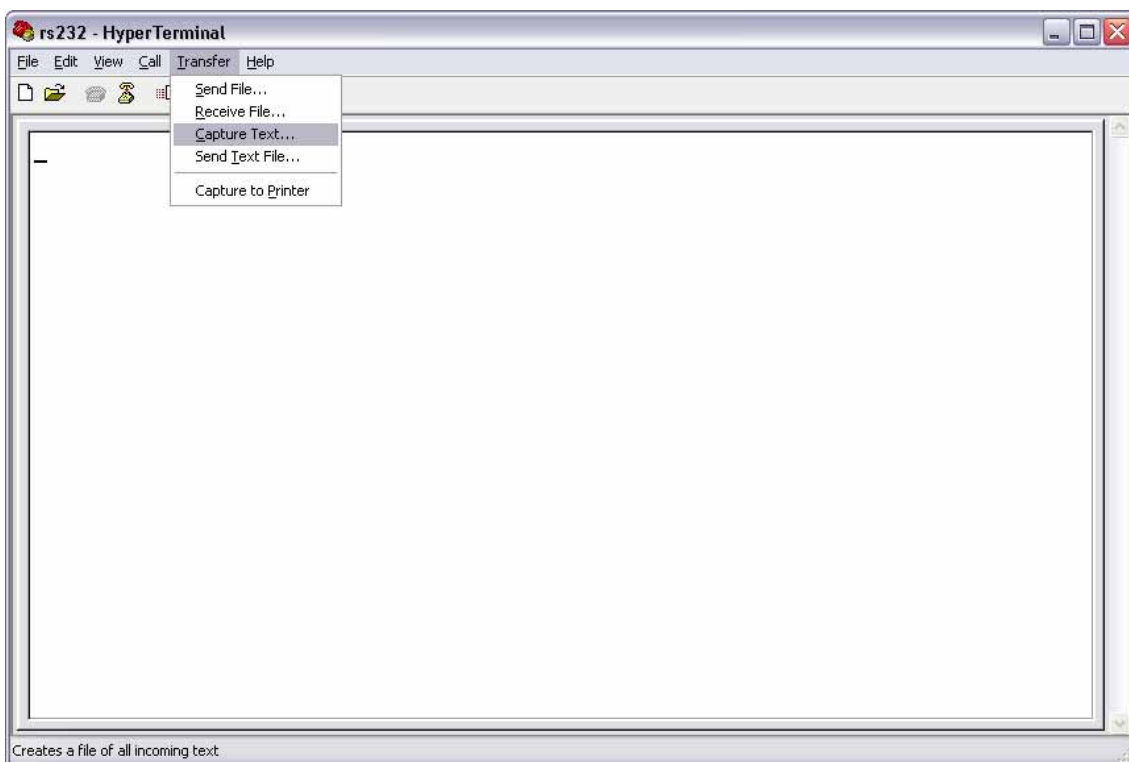 rs232 - HyperTerminal
File Edit View Call Transfer Help
Send File...
Receive File...
Capture Text...
Send Text File...
Capture to Printer
Creates a file of all incoming text